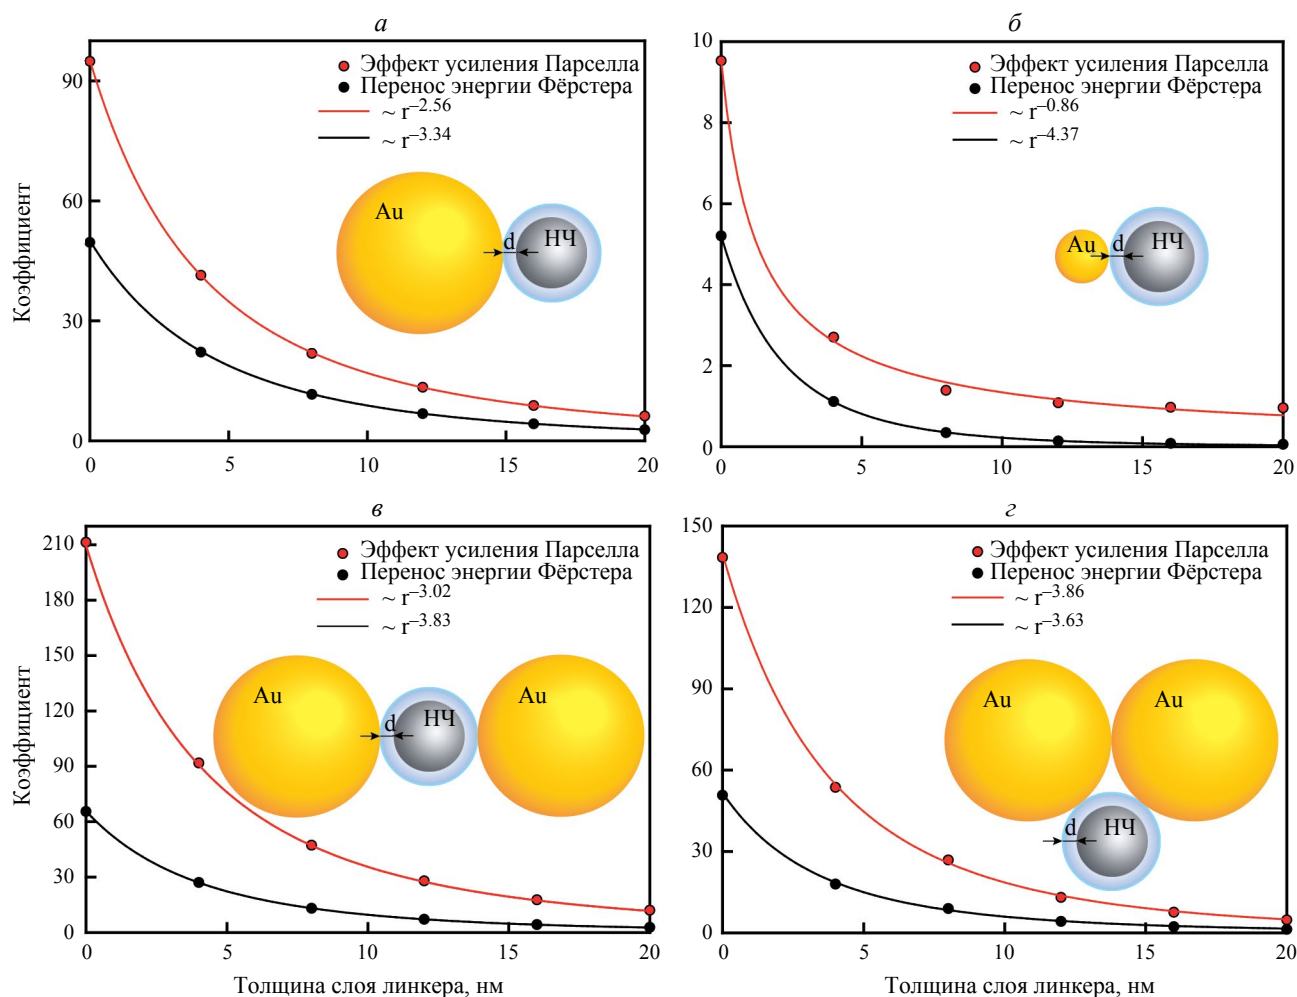 а
Эффект усиления Парселла
Перенос энергии Фёрстера
~ r^–2.56
~ r^–3.34
Коэффициент
90
60
30
0
Au
d
НЧ
0 5 10 15 20
б
Эффект усиления Парселла
Перенос энергии Фёрстера
~ r^–0.86
~ r^–4.37
10
8
6
4
2
0
Au
d
НЧ
0 5 10 15 20
в
Эффект усиления Парселла
Перенос энергии Фёрстера
~ r^–3.02
~ r^–3.83
Коэффициент
210
180
150
120
90
60
30
0
Au
d
НЧ
Au
0 5 10 15 20
Толщина слоя линкера, нм
г
Эффект усиления Парселла
Перенос энергии Фёрстера
~ r^–3.86
~ r^–3.63
150
120
90
60
30
0
Au
Au
d
НЧ
0 5 10 15 20
Толщина слоя линкера, нм